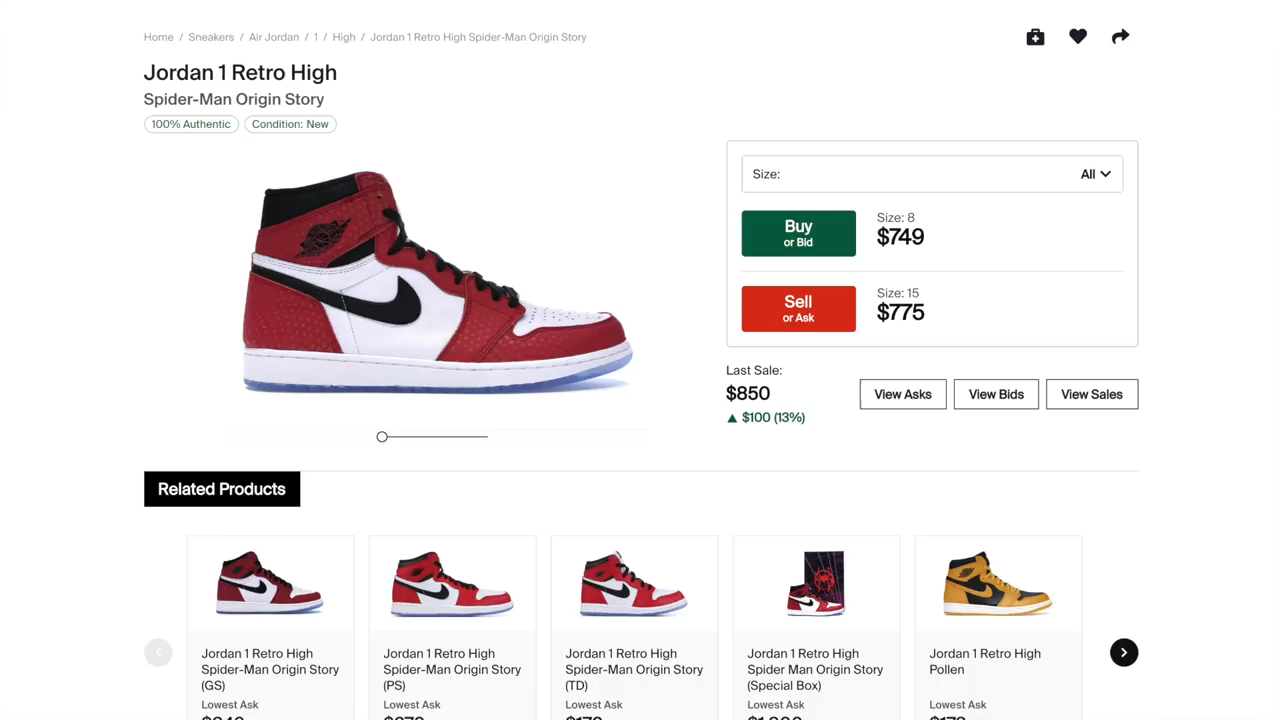 Home / Sneakers / Air Jordan / 1 / High / Jordan 1 Retro High Spider-Man Origin Story
Jordan 1 Retro High
Spider-Man Origin Story
100% Authentic
Condition: New
Size:
All
Buy
or Bid
Size: 8
$749
Sell
or Ask
Size: 15
$775
Last Sale:
$850
▲ $100 (13%)
View Asks
View Bids
View Sales
Related Products
Jordan 1 Retro High
Spider-Man Origin Story
(GS)
Lowest Ask
Jordan 1 Retro High
Spider-Man Origin Story
(PS)
Lowest Ask
Jordan 1 Retro High
Spider-Man Origin Story
(TD)
Lowest Ask
Jordan 1 Retro High
Spider Man Origin Story
(Special Box)
Lowest Ask
Jordan 1 Retro High
Pollen
Lowest Ask